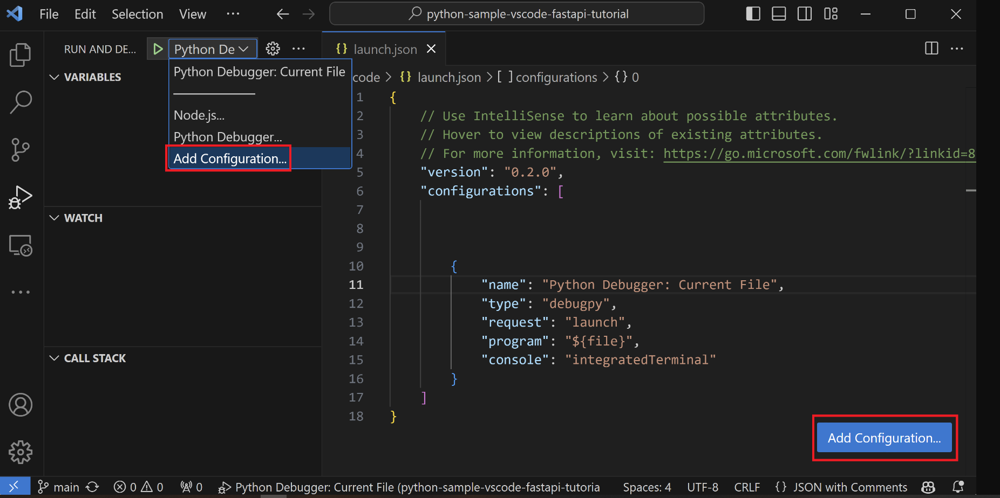 File Edit Selection View ···
python-sample-vscode-fastapi-tutorial
RUN AND DE...
Python De
···
launch.json
···
Python Debugger: Current File
Node.js...
Python Debugger...
Add Configuration...
VARIABLES
WATCH
CALL STACK
code > {} launch.json > [ ] configurations > {} 0
1 {
2 // Use IntelliSense to learn about possible attributes.
3 // Hover to view descriptions of existing attributes.
4 // For more information, visit: https://go.microsoft.com/fwlink/?linkid=8
5 "version": "0.2.0",
6 "configurations": [
7
8
9
10 {
11 "name": "Python Debugger: Current File",
12 "type": "debugpy",
13 "request": "launch",
14 "program": "${file}",
15 "console": "integratedTerminal"
16 }
17 ]
18 }
Add Configuration...
main 0 0 0 Python Debugger: Current File (python-sample-vscode-fastapi-tutoria Spaces: 4 UTF-8 CRLF {} JSON with Comments